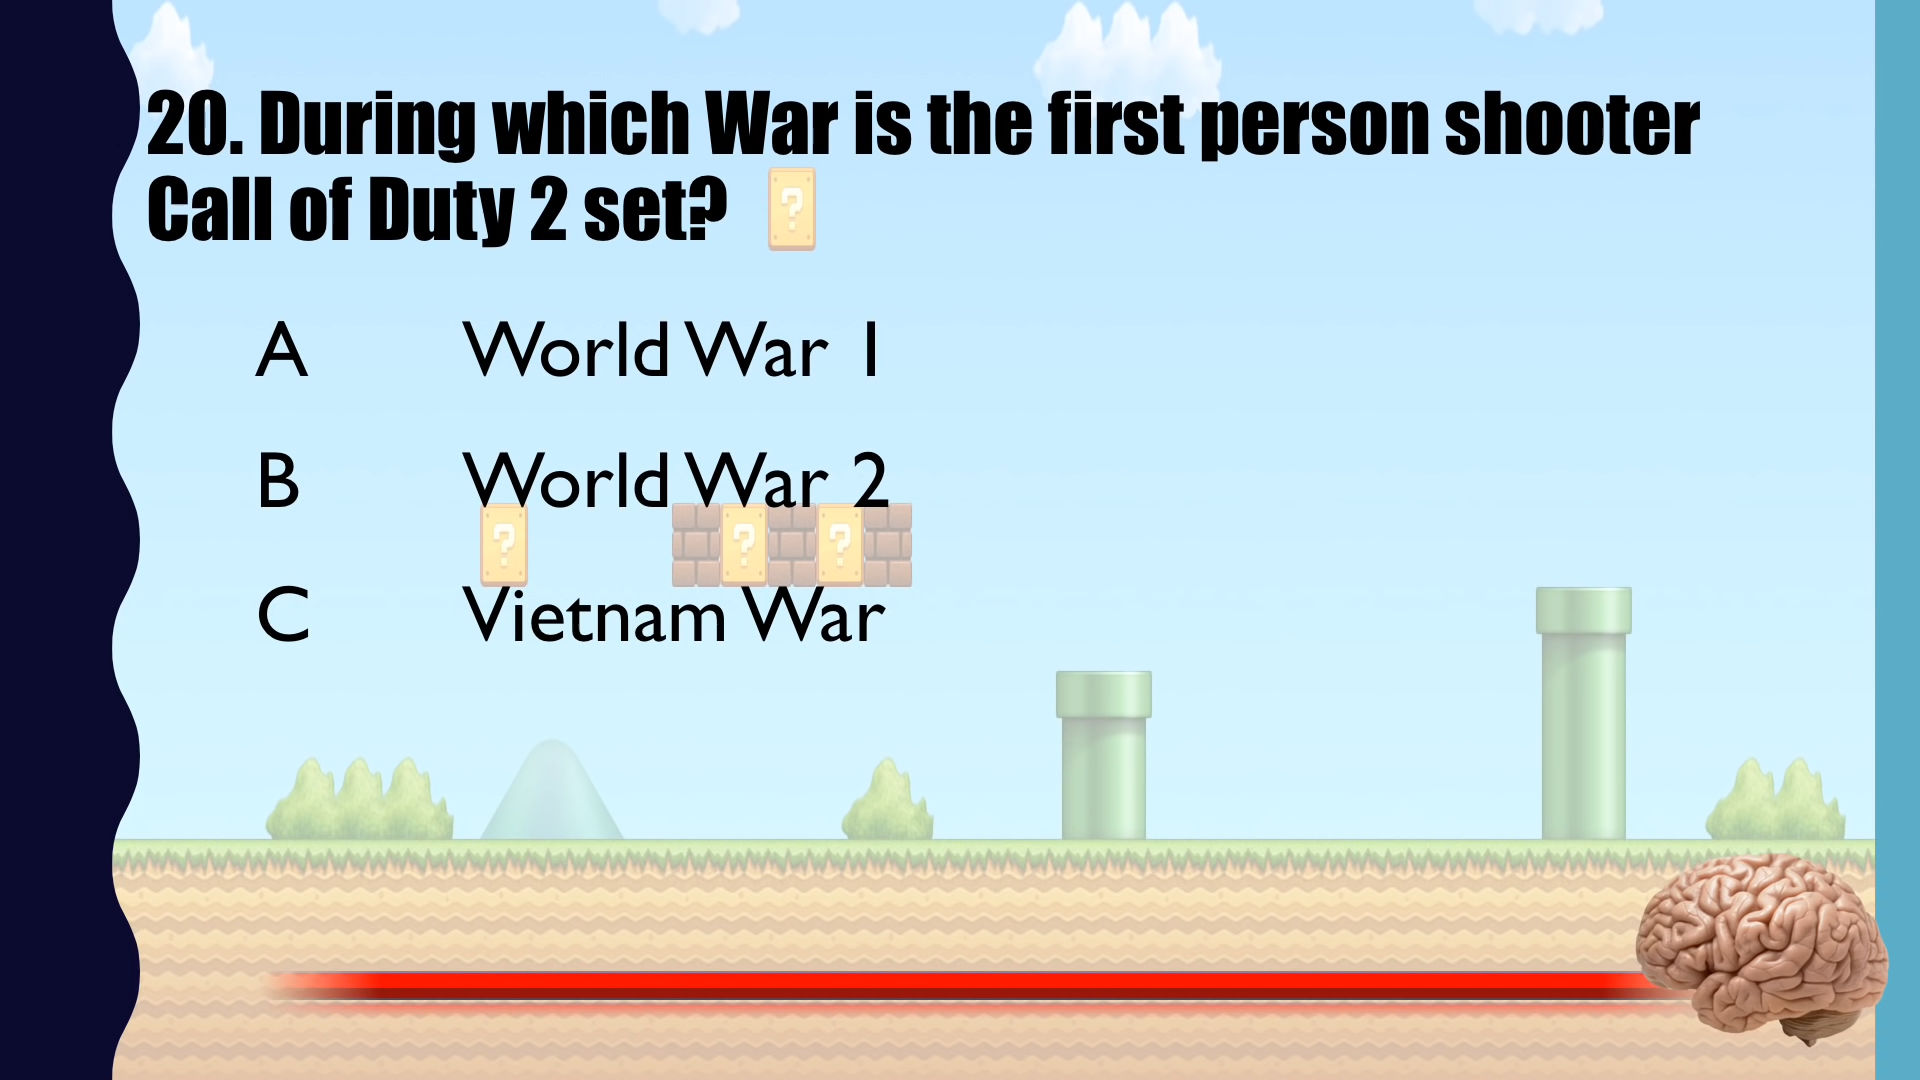 20. During which War is the first person shooter
Call of Duty 2 set?
?
A World War 1
B World War 2
? ? ?
C Vietnam War